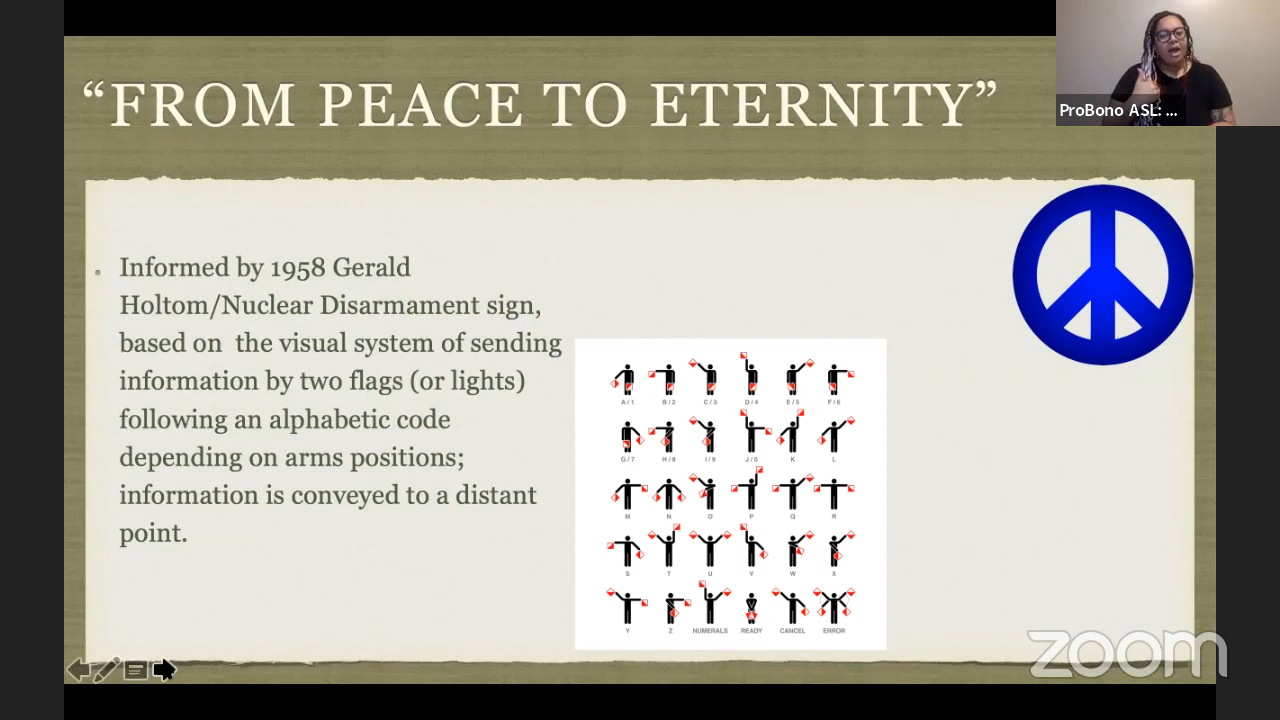 “FROM PEACE TO ETERNITY”
ProBono ASL: ...
• Informed by 1958 Gerald
Holtom/Nuclear Disarmament sign,
based on  the visual system of sending
information by two flags (or lights)
following an alphabetic code
depending on arms positions;
information is conveyed to a distant
point.
A/1 B/2 C/3 D/4 E/5 F/6
G/7 H/8 I/9 J/0 K L
M N O P Q R
S T U V W X
Y Z NUMERALS READY CANCEL ERROR
zoom